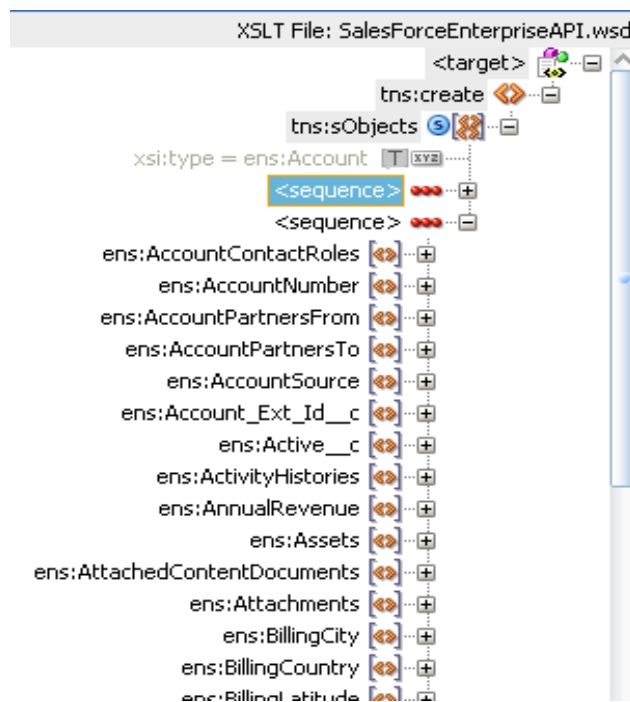 XSLT File: SalesForceEnterpriseAPI.wsd
<target>
tns:create
tns:sObjects
xsi:type = ens:Account
<sequence>
<sequence>
ens:AccountContactRoles
ens:AccountNumber
ens:AccountPartnersFrom
ens:AccountPartnersTo
ens:AccountSource
ens:Account_Ext_Id__c
ens:Active__c
ens:ActivityHistories
ens:AnnualRevenue
ens:Assets
ens:AttachedContentDocuments
ens:Attachments
ens:BillingCity
ens:BillingCountry
ens:BillingLatitude